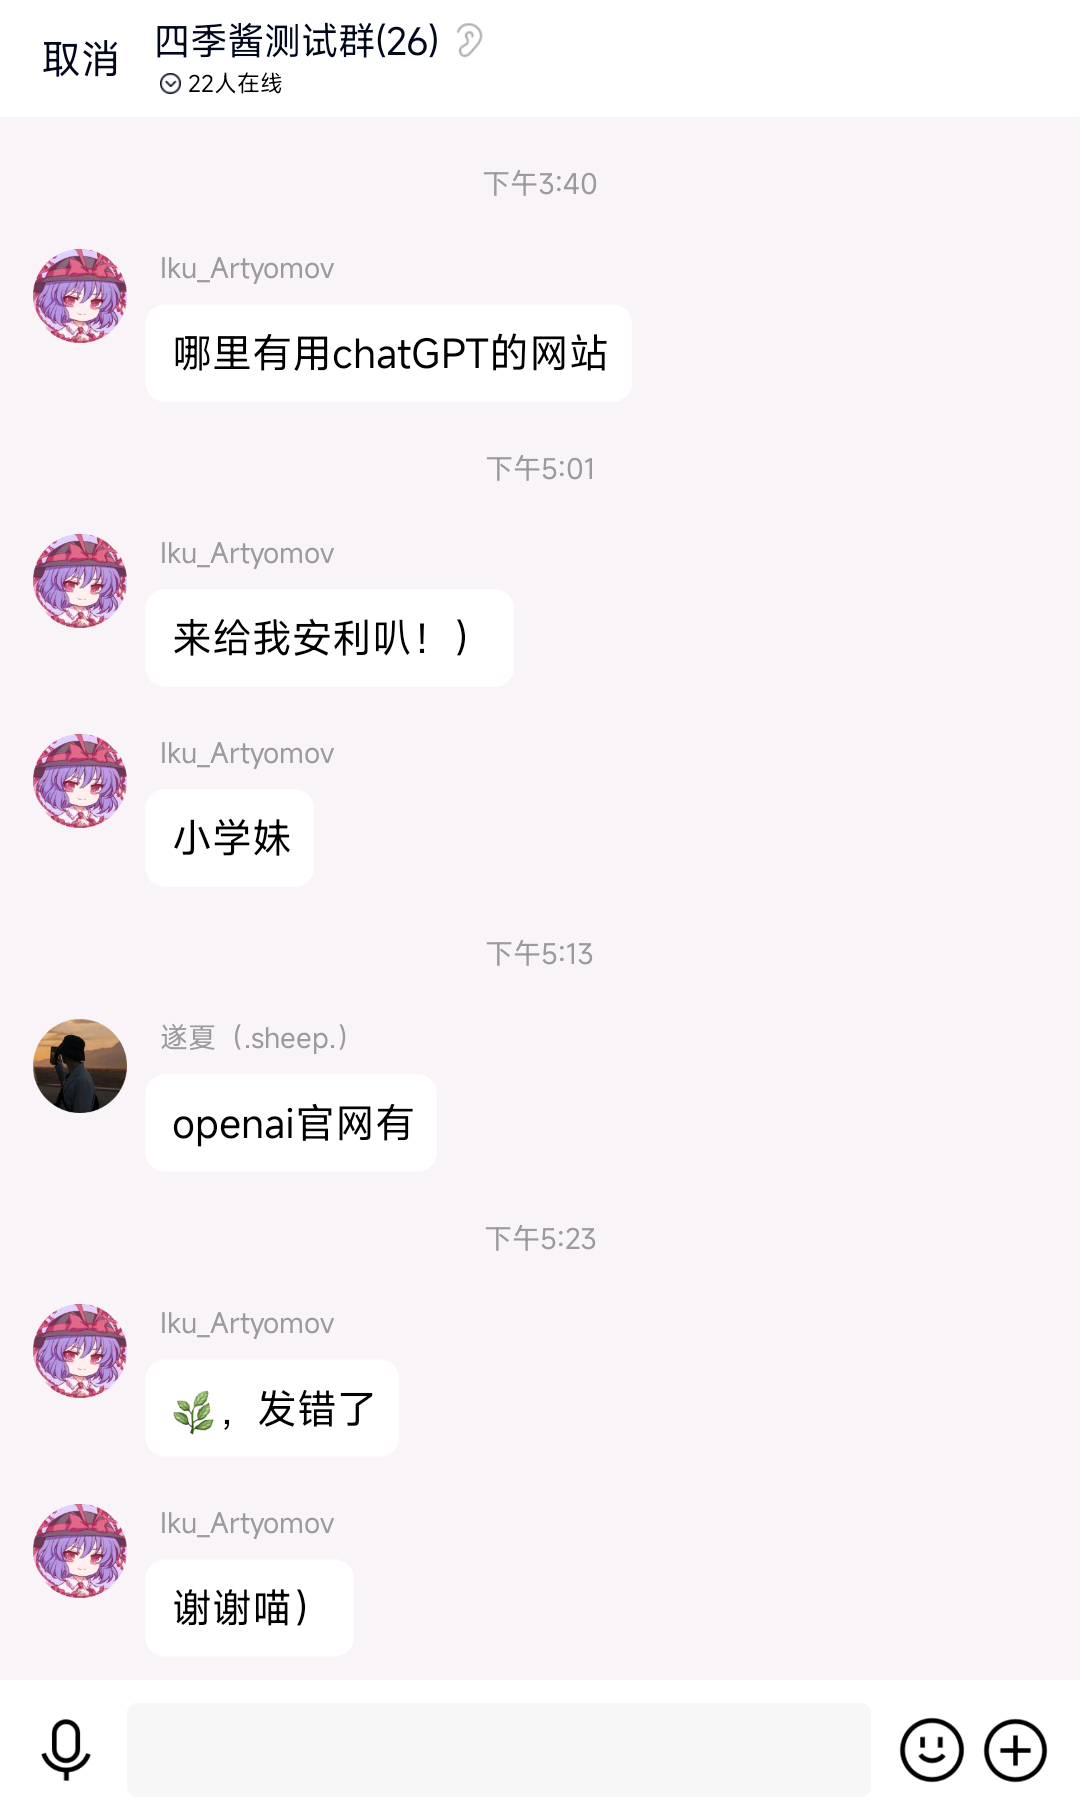 取消
四季酱测试群(26)
22人在线
下午3:40
Iku_Artyomov
哪里有用chatGPT的网站
下午5:01
Iku_Artyomov
来给我安利叭！）
Iku_Artyomov
小学妹
下午5:13
遂夏（.sheep.）
openai官网有
下午5:23
Iku_Artyomov
🌿，发错了
Iku_Artyomov
谢谢喵）